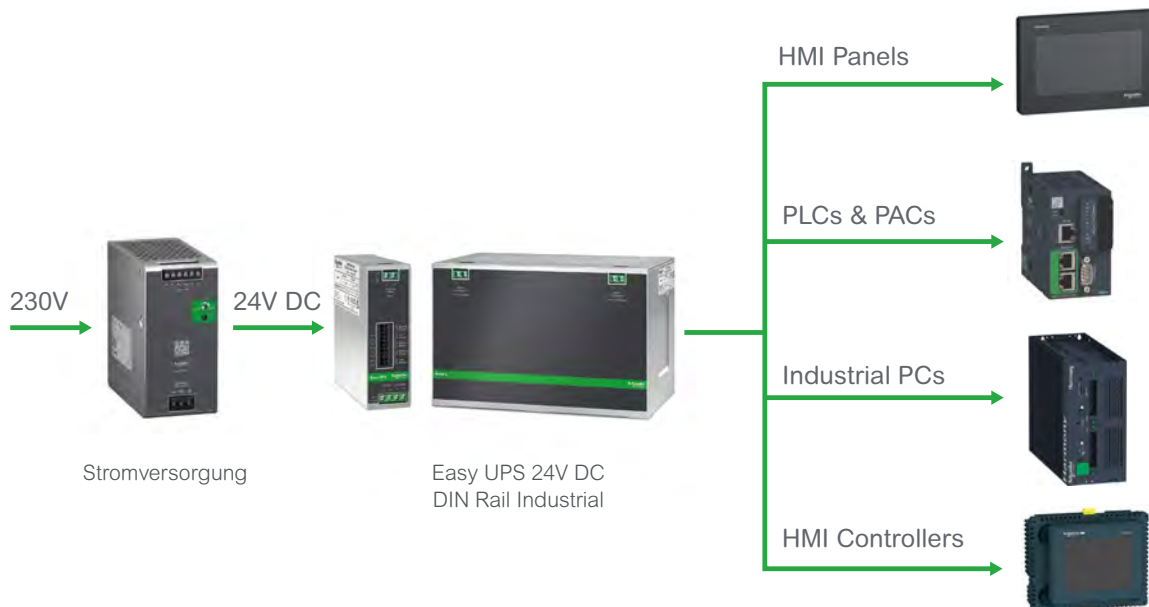 HMI Panels
PLCs & PACs
230V
24V DC
Industrial PCs
Stromversorgung
Easy UPS 24V DC
DIN Rail Industrial
HMI Controllers
Harmony